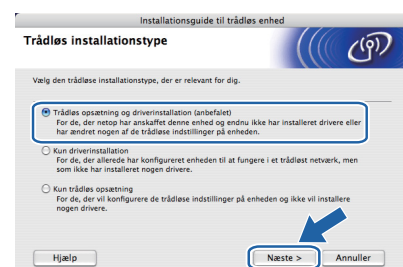 Installationsguide til trådløs enhed
Trådløs installationstype
Vælg den trådløse installationstype, der er relevant for dig.
Trådløs opsætning og driverinstallation (anbefalet)
For de, der netop har anskaffet denne enhed og endnu ikke har installeret drivere eller
har ændret nogen af de trådløse indstillinger på enheden.
Kun driverinstallation
For de, der allerede har konfigureret enheden til at fungere i et trådløst netværk, men
som ikke har installeret nogen drivere.
Kun trådløs opsætning
For de, der vil konfigurere de trådløse indstillinger på enheden og ikke vil installere
nogen drivere.
Hjælp
Næste >
Annuller